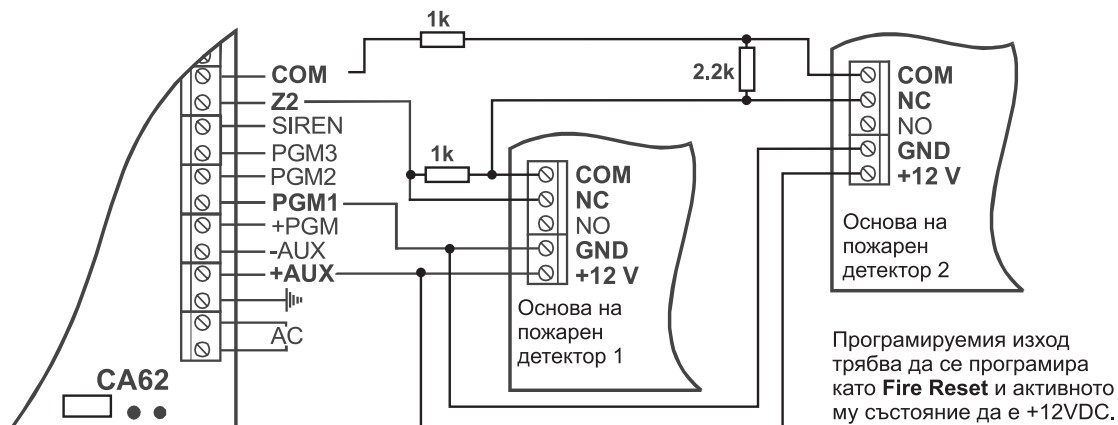 1k
2.2k
COM
Z2
SIREN
PGM3
PGM2
PGM1
+PGM
-AUX
+AUX
AC
CA62
1k
COM
NC
NO
GND
+12 V
Основа на
пожарен
детектор 1
COM
NC
NO
GND
+12 V
Основа на
пожарен
детектор 2
Програмируемия изход
трябва да се програмира
като Fire Reset и активното
му състояние да е +12VDC.